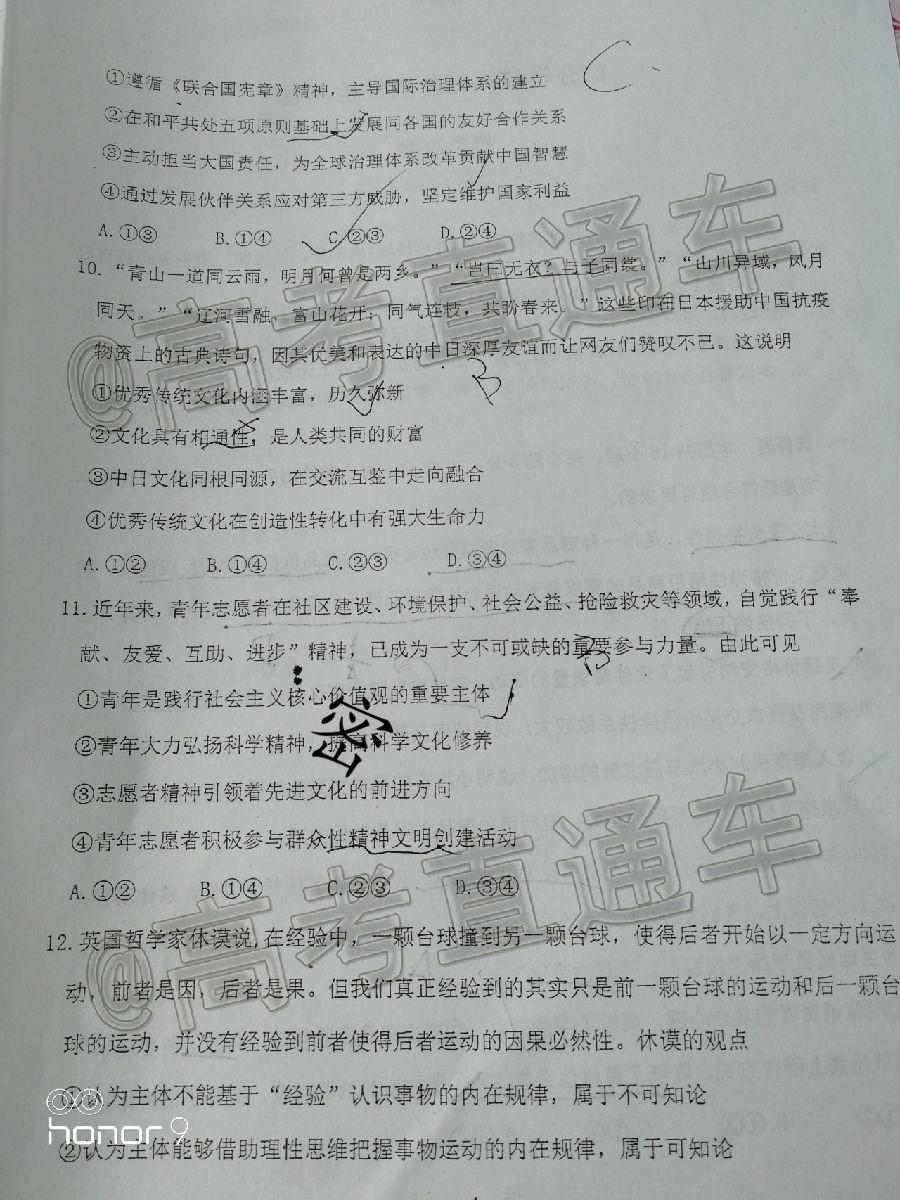 ①遵循《联合国宪章》精神，主导国际治理体系的建立
C.
②在和平共处五项原则基础上发展同各国的友好合作关系
③主动担当大国责任，为全球治理体系改革贡献中国智慧
④通过发展伙伴关系应对第三方威胁，坚定维护国家利益
A.①③ B.①④ C.②③ D.②④
10.“青山一道同云雨，明月何曾是两乡。”“岂曰无衣？与子同裳。”“山川异域，风月
同天。”“辽河雪融，富山花开；同气连枝，共盼春来。”这些印在日本援助中国抗疫
物资上的古典诗句，因其优美和表达的中日深厚友谊而让网友们赞叹不已。这说明
①优秀传统文化内涵丰富，历久弥新
B
②文化具有相通性，是人类共同的财富
③中日文化同根同源，在交流互鉴中走向融合
④优秀传统文化在创造性转化中有强大生命力
A.①② B.①④ C.②③ D.③④
11.近年来，青年志愿者在社区建设、环境保护、社会公益、抢险救灾等领域，自觉践行“奉
献、友爱、互助、进步”精神，已成为一支不可或缺的重要参与力量。由此可见
B
①青年是践行社会主义核心价值观的重要主体
密
②青年大力弘扬科学精神，提高科学文化修养
③志愿者精神引领着先进文化的前进方向
④青年志愿者积极参与群众性精神文明创建活动
A.①② B.①④ C.②③ D.③④
12.英国哲学家休谟说,在经验中，一颗台球撞到另一颗台球，使得后者开始以一定方向运
动，前者是因，后者是果。但我们真正经验到的其实只是前一颗台球的运动和后一颗台
球的运动，并没有经验到前者使得后者运动的因果必然性。休谟的观点
①认为主体不能基于“经验”认识事物的内在规律，属于不可知论
②认为主体能够借助理性思维把握事物运动的内在规律，属于可知论
@高考直通车
@高考直通车
honor 9